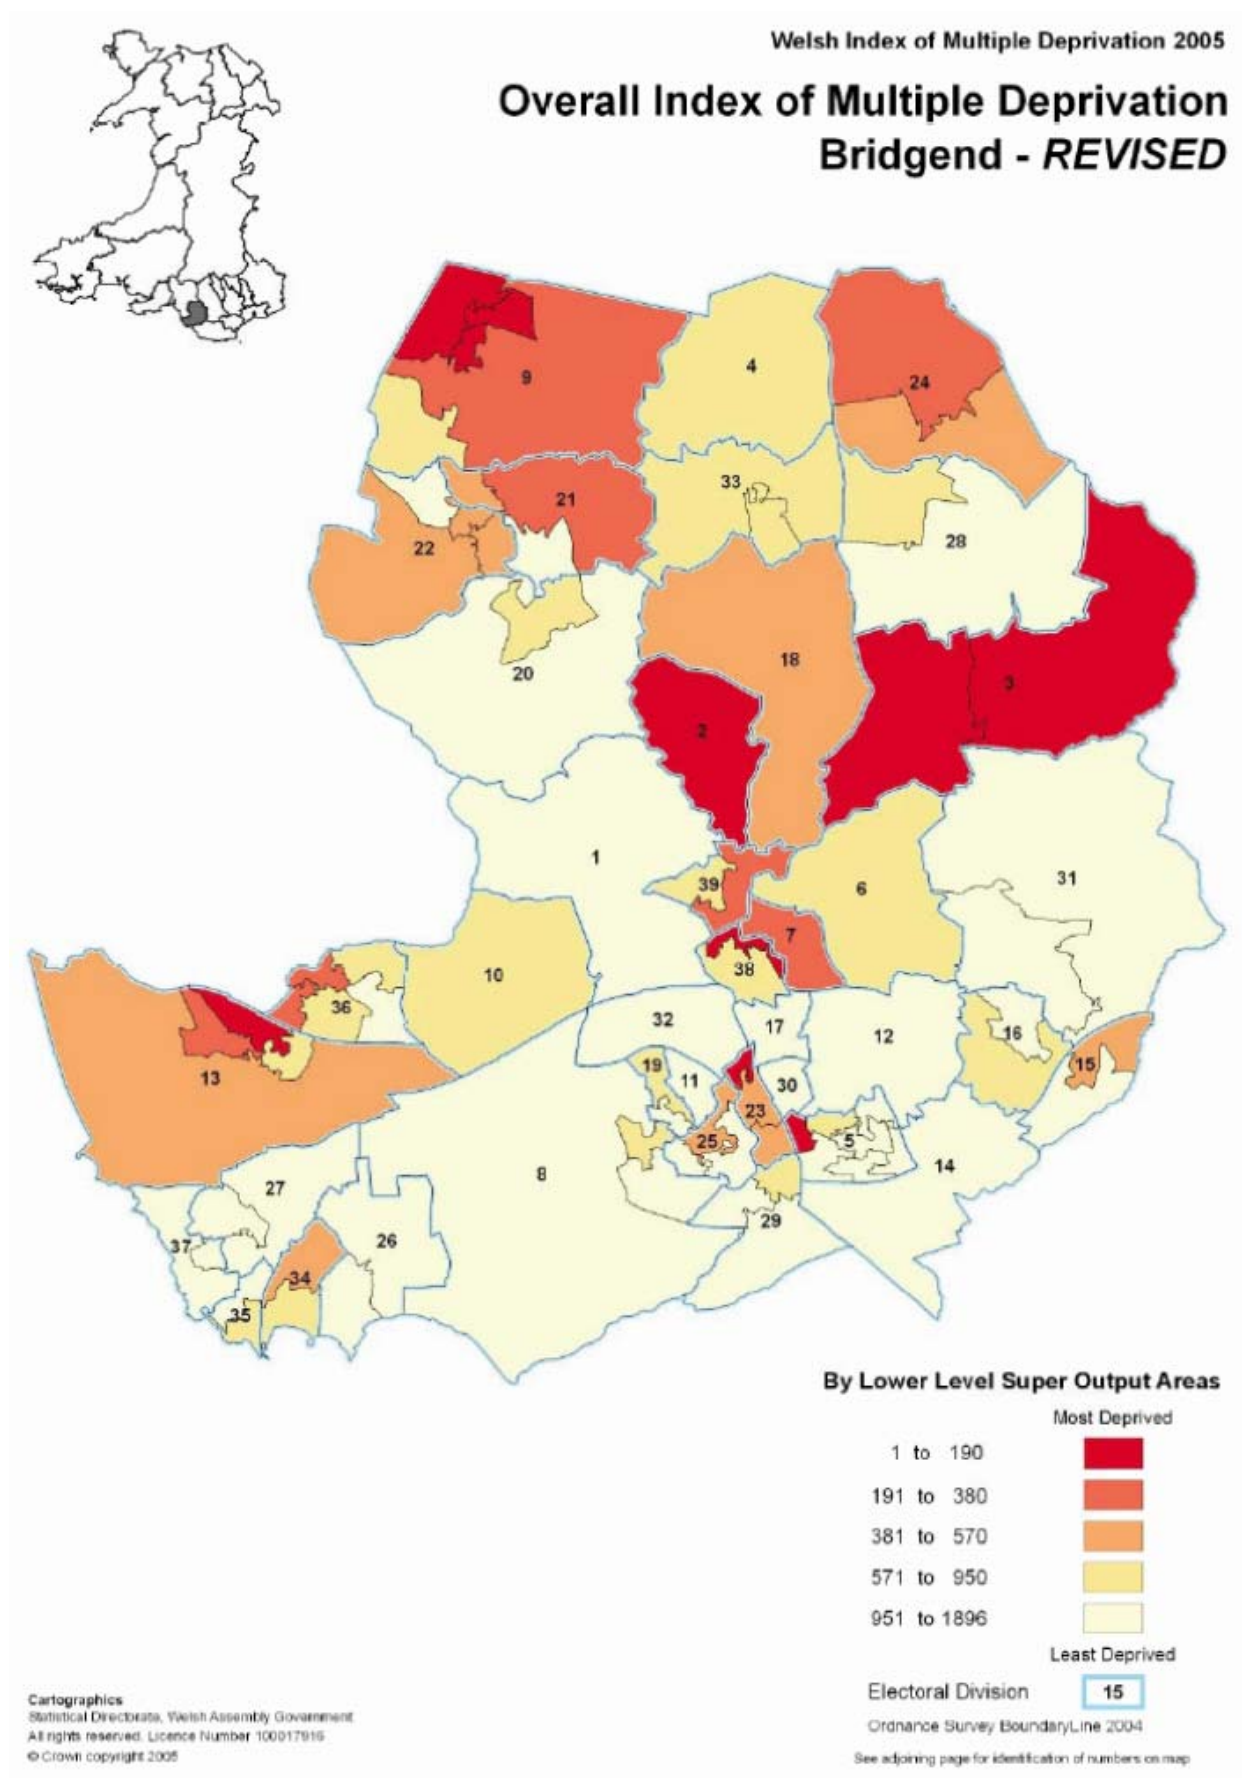 Welsh Index of Multiple Deprivation 2005
Overall Index of Multiple Deprivation
Bridgend - REVISED
9
4
24
33
21
22
28
18
20
3
2
1
39
6
31
7
38
10
36
32
17
12
16
13
19
11
30
15
23
25
5
8
14
27
29
37
26
34
35
By Lower Level Super Output Areas
Most Deprived
1 to 190
191 to 380
381 to 570
571 to 950
951 to 1896
Least Deprived
Electoral Division 15
Ordnance Survey BoundaryLine 2004
See adjoining page for identification of numbers on map
Cartographics
Statistical Directorate, Welsh Assembly Government
All rights reserved. Licence Number 100017916
© Crown copyright 2005